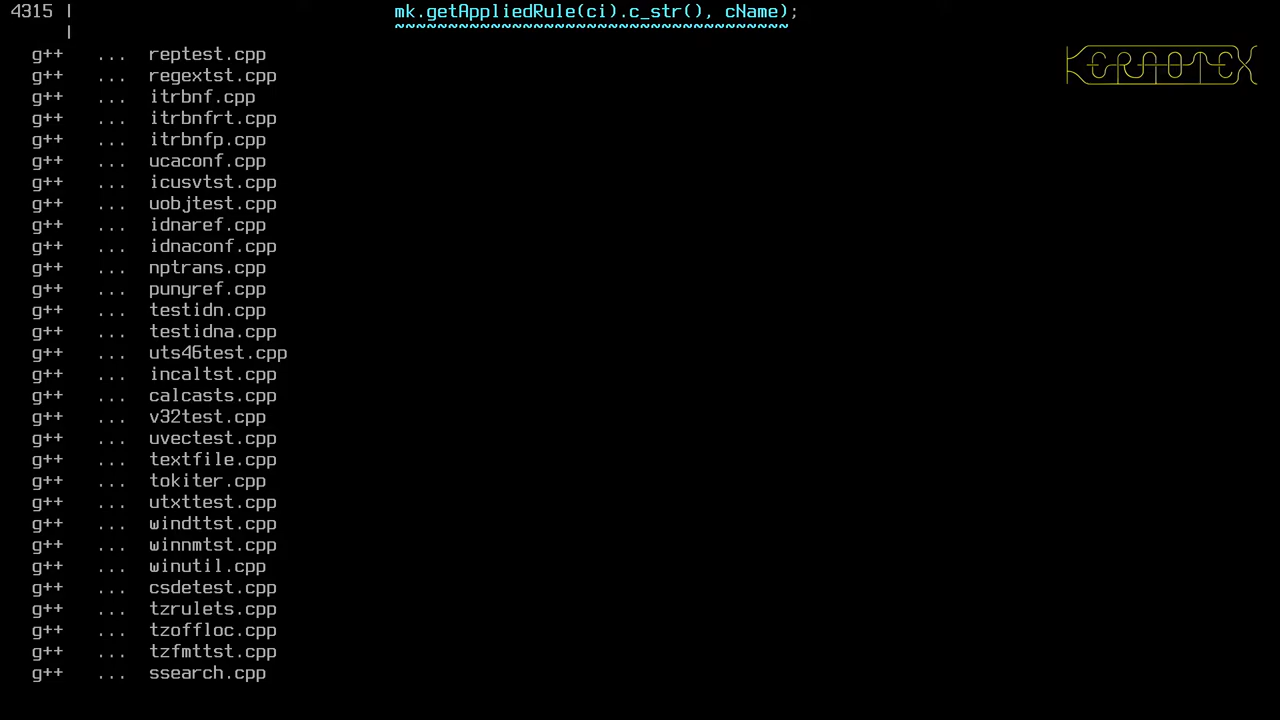 4315 | mk.getAppliedRule(ci).c_str(), cName);
| ~~~~~~~~~~~~~~~~~~~~~~~~~~~~~~~~~~~~~
g++ ... reptest.cpp
g++ ... regextst.cpp
g++ ... itrbnf.cpp
g++ ... itrbnfrt.cpp
g++ ... itrbnfp.cpp
g++ ... ucaconf.cpp
g++ ... icusvtst.cpp
g++ ... uobjtest.cpp
g++ ... idnaref.cpp
g++ ... idnaconf.cpp
g++ ... nptrans.cpp
g++ ... punyref.cpp
g++ ... testidn.cpp
g++ ... testidna.cpp
g++ ... uts46test.cpp
g++ ... incaltst.cpp
g++ ... calcasts.cpp
g++ ... v32test.cpp
g++ ... uvectest.cpp
g++ ... textfile.cpp
g++ ... tokiter.cpp
g++ ... utxttest.cpp
g++ ... windttst.cpp
g++ ... winnmtst.cpp
g++ ... winutil.cpp
g++ ... csdetest.cpp
g++ ... tzrulets.cpp
g++ ... tzoffloc.cpp
g++ ... tzfmttst.cpp
g++ ... ssearch.cpp